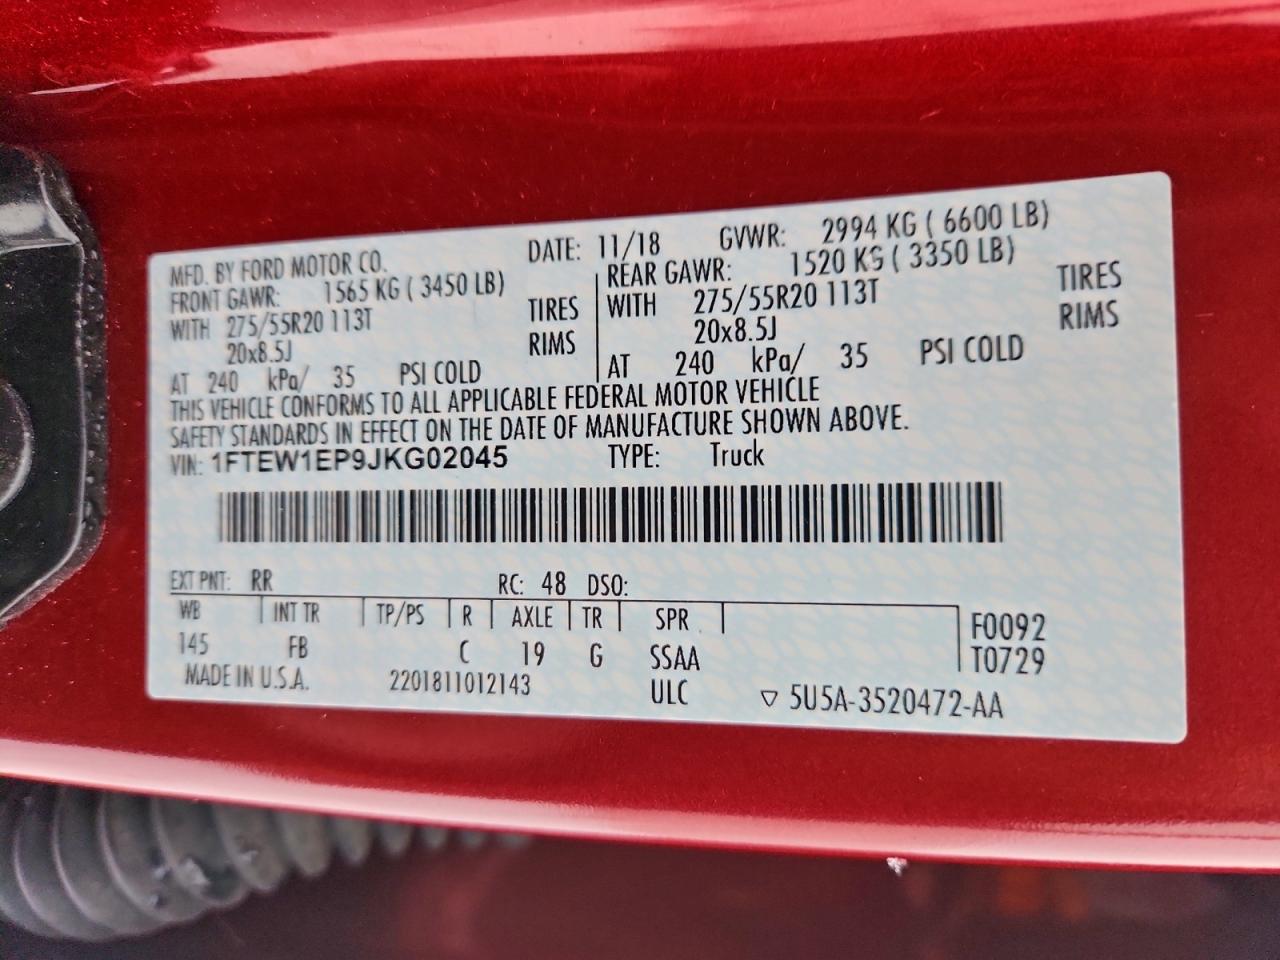 MFD. BY FORD MOTOR CO. DATE: 11/18 GVWR: 2994 KG ( 6600 LB)
FRONT GAWR: 1565 KG ( 3450 LB) REAR GAWR: 1520 KG ( 3350 LB)
WITH 275/55R20 113T TIRES WITH 275/55R20 113T TIRES
20x8.5J RIMS 20x8.5J RIMS
AT 240 kPa/ 35 PSI COLD AT 240 kPa/ 35 PSI COLD
THIS VEHICLE CONFORMS TO ALL APPLICABLE FEDERAL MOTOR VEHICLE
SAFETY STANDARDS IN EFFECT ON THE DATE OF MANUFACTURE SHOWN ABOVE.
VIN: 1FTEW1EP9JKG02045 TYPE: Truck
EXT PNT: RR RC: 48 DSO:
WB INT TR TP/PS R AXLE TR SPR F0092
145 FB C 19 G SSAA T0729
MADE IN U.S.A. 2201811012143 ULC ▽ 5U5A-3520472-AA